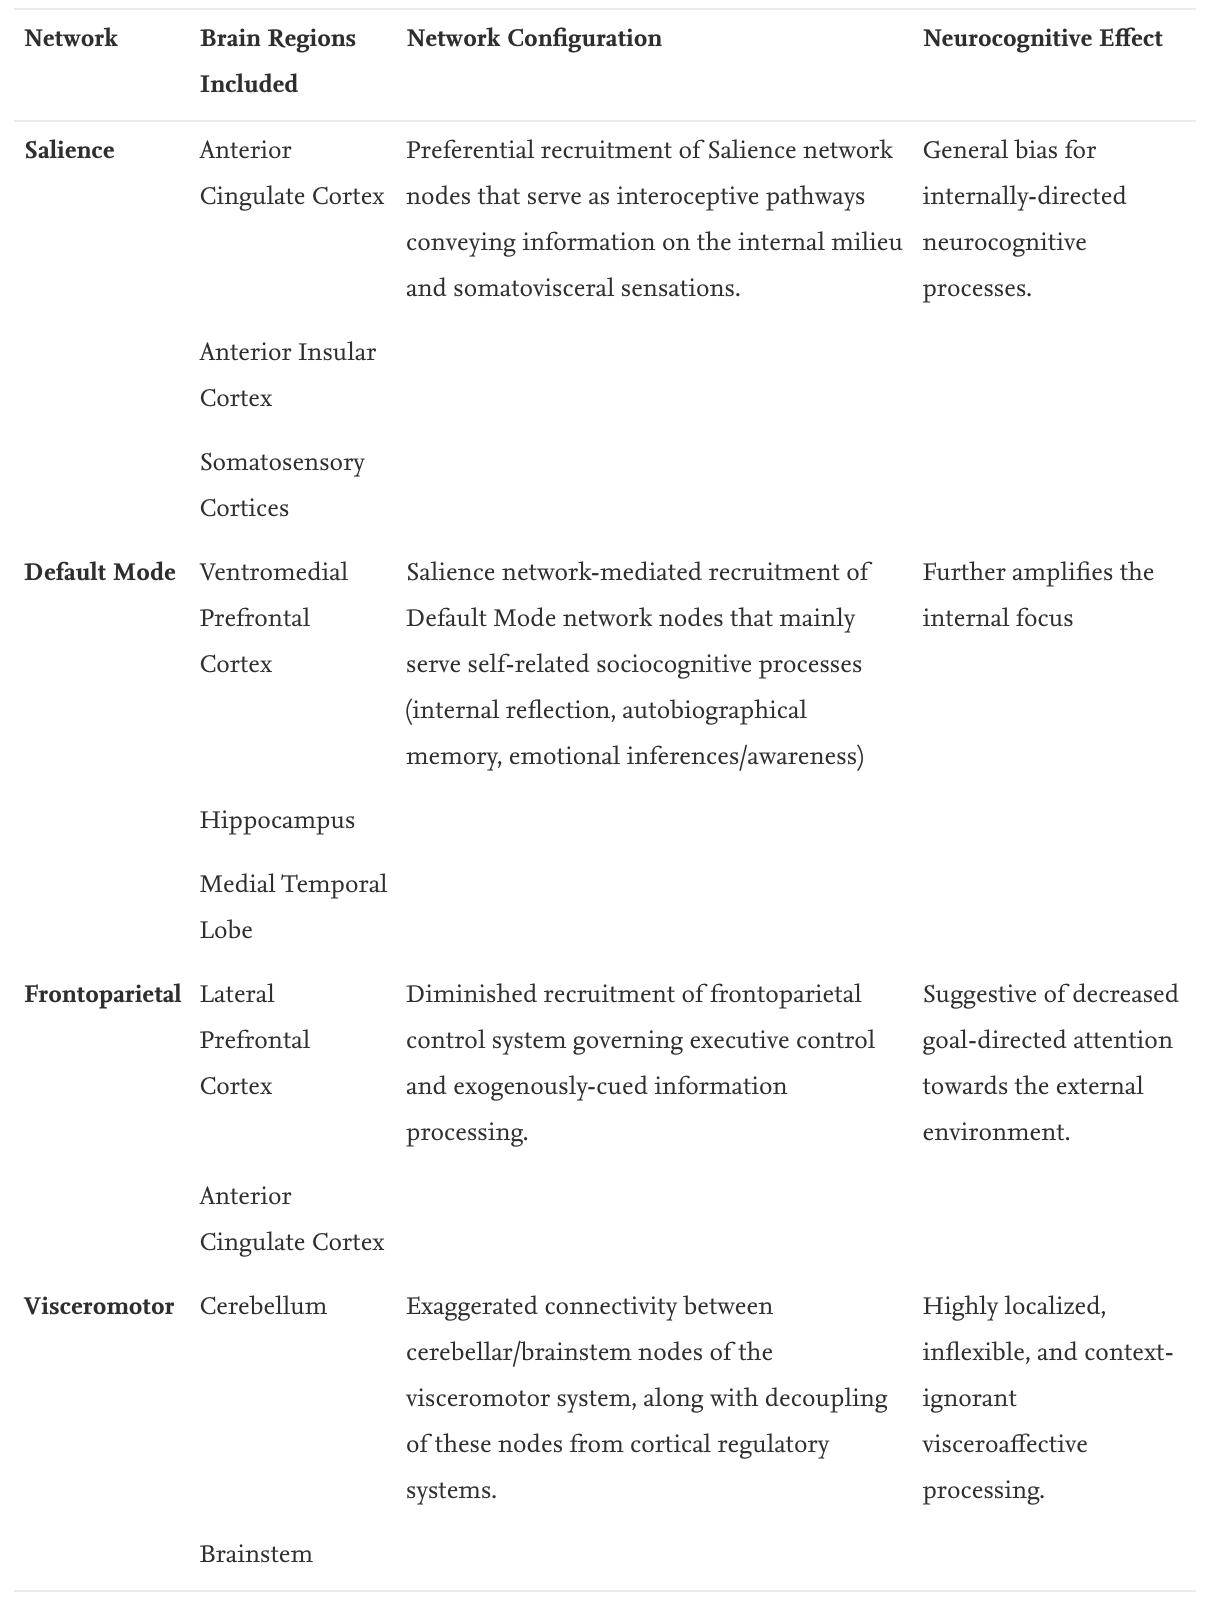 Network Brain Regions Network Configuration Neurocognitive Effect
Included
Salience Anterior Preferential recruitment of Salience network General bias for
Cingulate Cortex nodes that serve as interoceptive pathways internally-directed
conveying information on the internal milieu neurocognitive
and somatovisceral sensations. processes.
Anterior Insular
Cortex
Somatosensory
Cortices
Default Mode Ventromedial Salience network-mediated recruitment of Further amplifies the
Prefrontal Default Mode network nodes that mainly internal focus
Cortex serve self-related sociocognitive processes
(internal reflection, autobiographical
memory, emotional inferences/awareness)
Hippocampus
Medial Temporal
Lobe
Frontoparietal Lateral Diminished recruitment of frontoparietal Suggestive of decreased
Prefrontal control system governing executive control goal-directed attention
Cortex and exogenously-cued information towards the external
processing. environment.
Anterior
Cingulate Cortex
Visceromotor Cerebellum Exaggerated connectivity between Highly localized,
cerebellar/brainstem nodes of the inflexible, and context-
visceromotor system, along with decoupling ignorant
of these nodes from cortical regulatory visceroaffective
systems. processing.
Brainstem